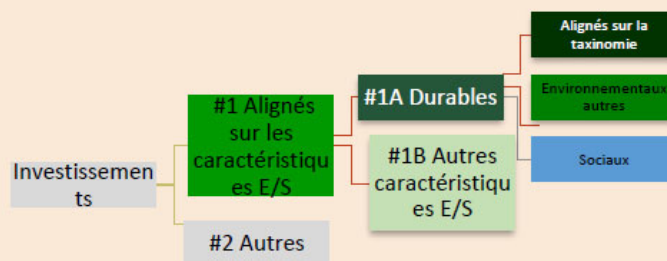 Investissemen
ts
#1 Alignés
sur les
caractéristiqu
es E/S
#2 Autres
#1A Durables
#1B Autres
caractéristiqu
es E/S
Alignés sur la
taxinomie
Environnementaux
autres
Sociaux